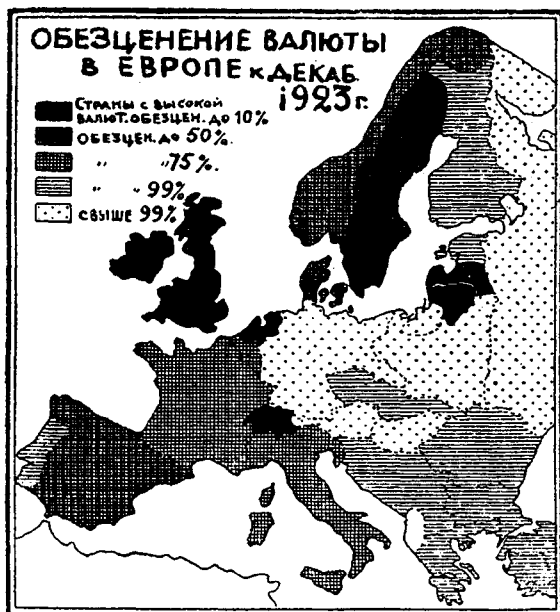 ОБЕЗЦЕНЕНИЕ ВАЛЮТЫ
В ЕВРОПЕ к ДЕКАБ.
1923 г.
СТРАНЫ С ВЫСОКОЙ
ВАЛЮТ. ОБЕЗЦЕН. ДО 10%
ОБЕЗЦЕН. ДО 50%.
" " 75%.
" " 99%
СВЫШЕ 99%